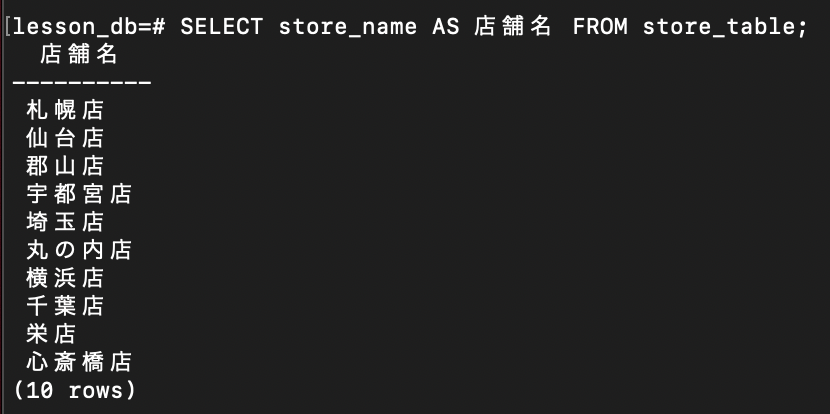 [lesson_db=# SELECT store_name AS 店舗名 FROM store_table;
店舗名
----------
札幌店
仙台店
郡山店
宇都宮店
埼玉店
丸の内店
横浜店
千葉店
栄店
心斎橋店
(10 rows)